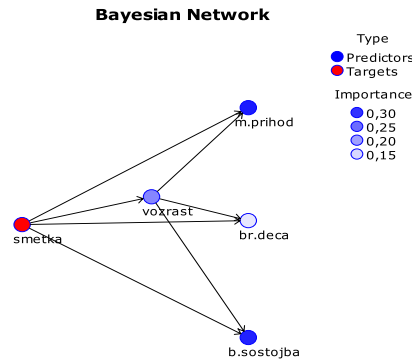 Bayesian Network
Type
Predictors
Targets
Importance
0,30
0,25
0,20
0,15
m.prihod
vozrast
smetka
br.deca
b.sostojba